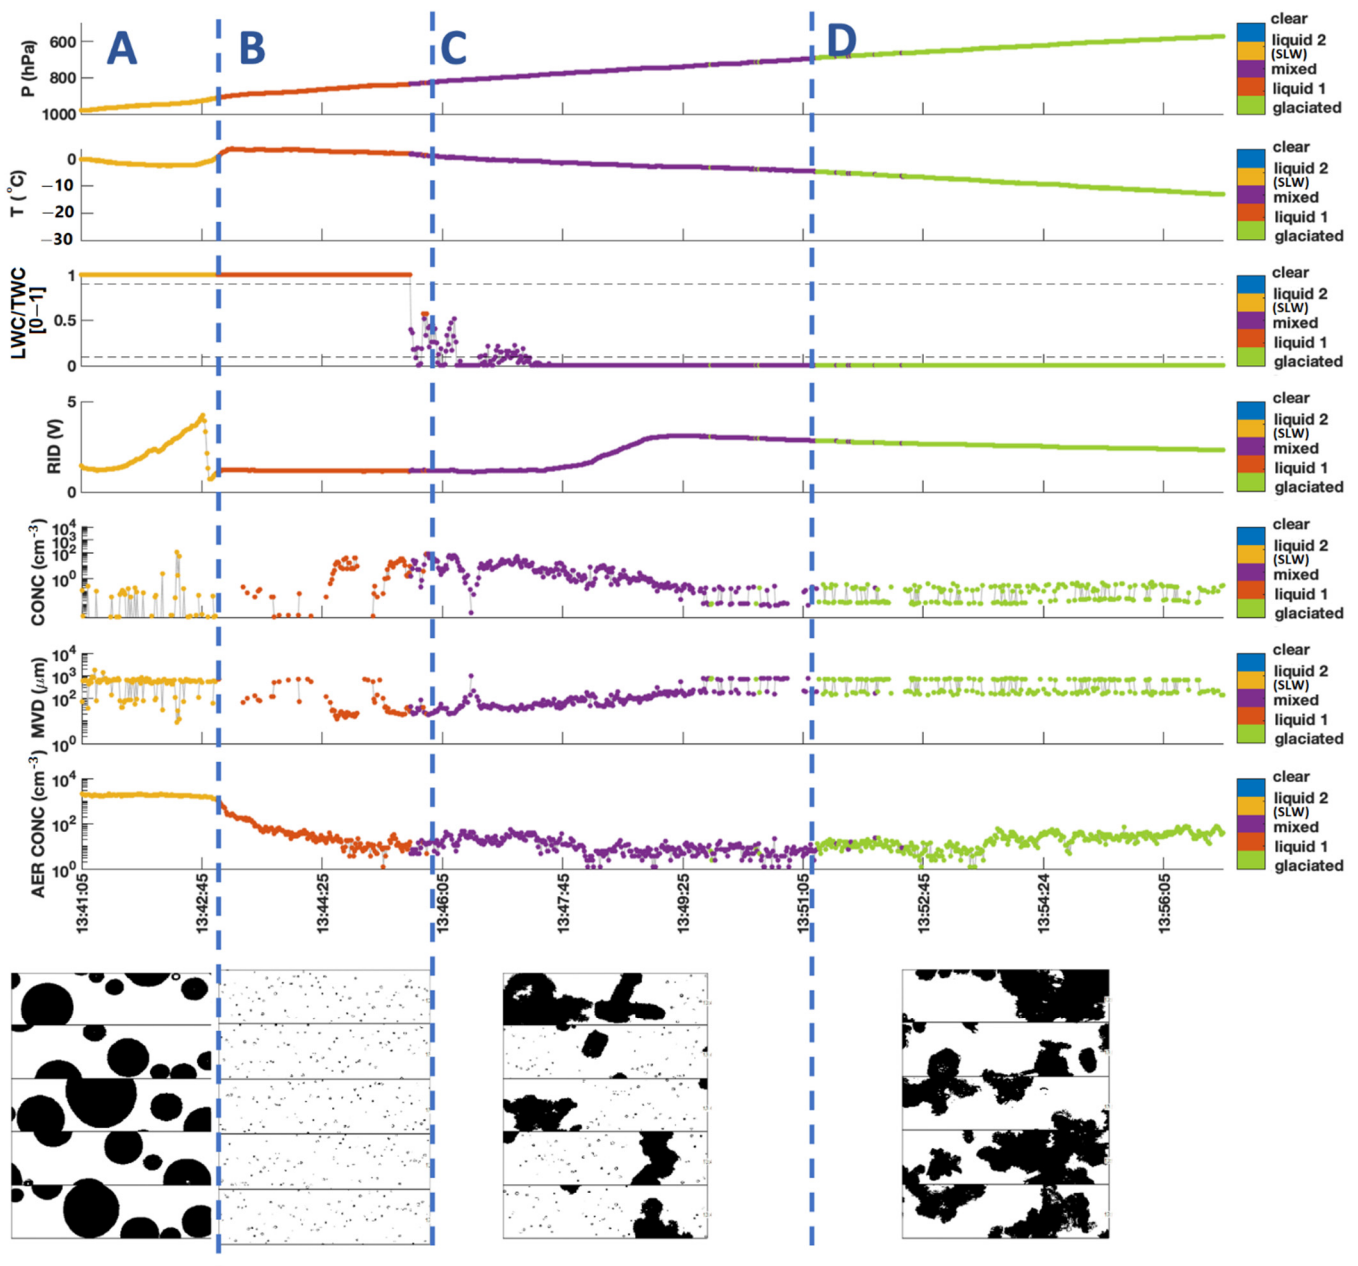 A
B
C
D
P (hPa)
600
800
1000
clear
liquid 2
(SLW)
mixed
liquid 1
glaciated
T (°C)
0
−10
−20
−30
clear
liquid 2
(SLW)
mixed
liquid 1
glaciated
LWC/TWC
[0–1]
1
0.5
0
clear
liquid 2
(SLW)
mixed
liquid 1
glaciated
RID (V)
5
0
clear
liquid 2
(SLW)
mixed
liquid 1
glaciated
CONC (cm⁻³)
10⁴
10²
10⁰
clear
liquid 2
(SLW)
mixed
liquid 1
glaciated
MVD (μm)
10⁴
10³
10²
10⁰
clear
liquid 2
(SLW)
mixed
liquid 1
glaciated
AER CONC (cm⁻³)
10⁴
10²
10⁰
clear
liquid 2
(SLW)
mixed
liquid 1
glaciated
13:41:05
13:42:45
13:44:25
13:46:05
13:47:45
13:49:25
13:51:05
13:52:45
13:54:24
13:56:05